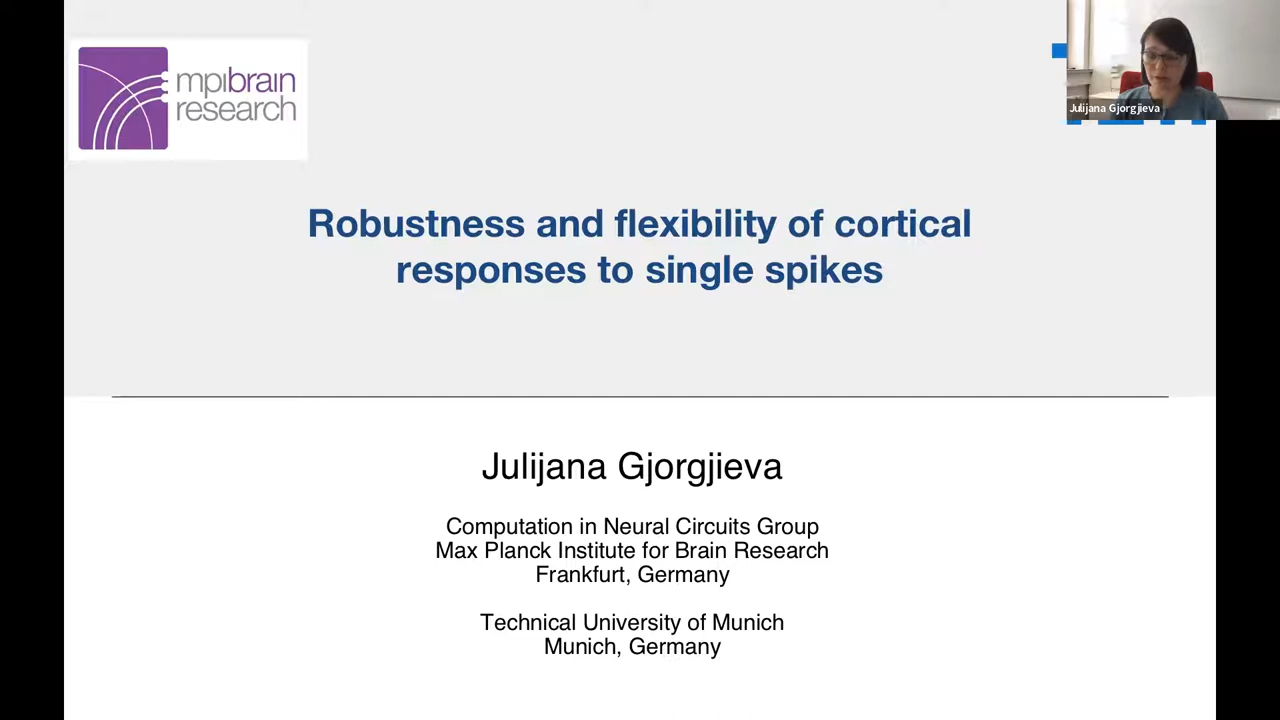 mpibrain
research
Julijana Gjorgjieva
Robustness and flexibility of cortical
responses to single spikes
Julijana Gjorgjieva
Computation in Neural Circuits Group
Max Planck Institute for Brain Research
Frankfurt, Germany
Technical University of Munich
Munich, Germany